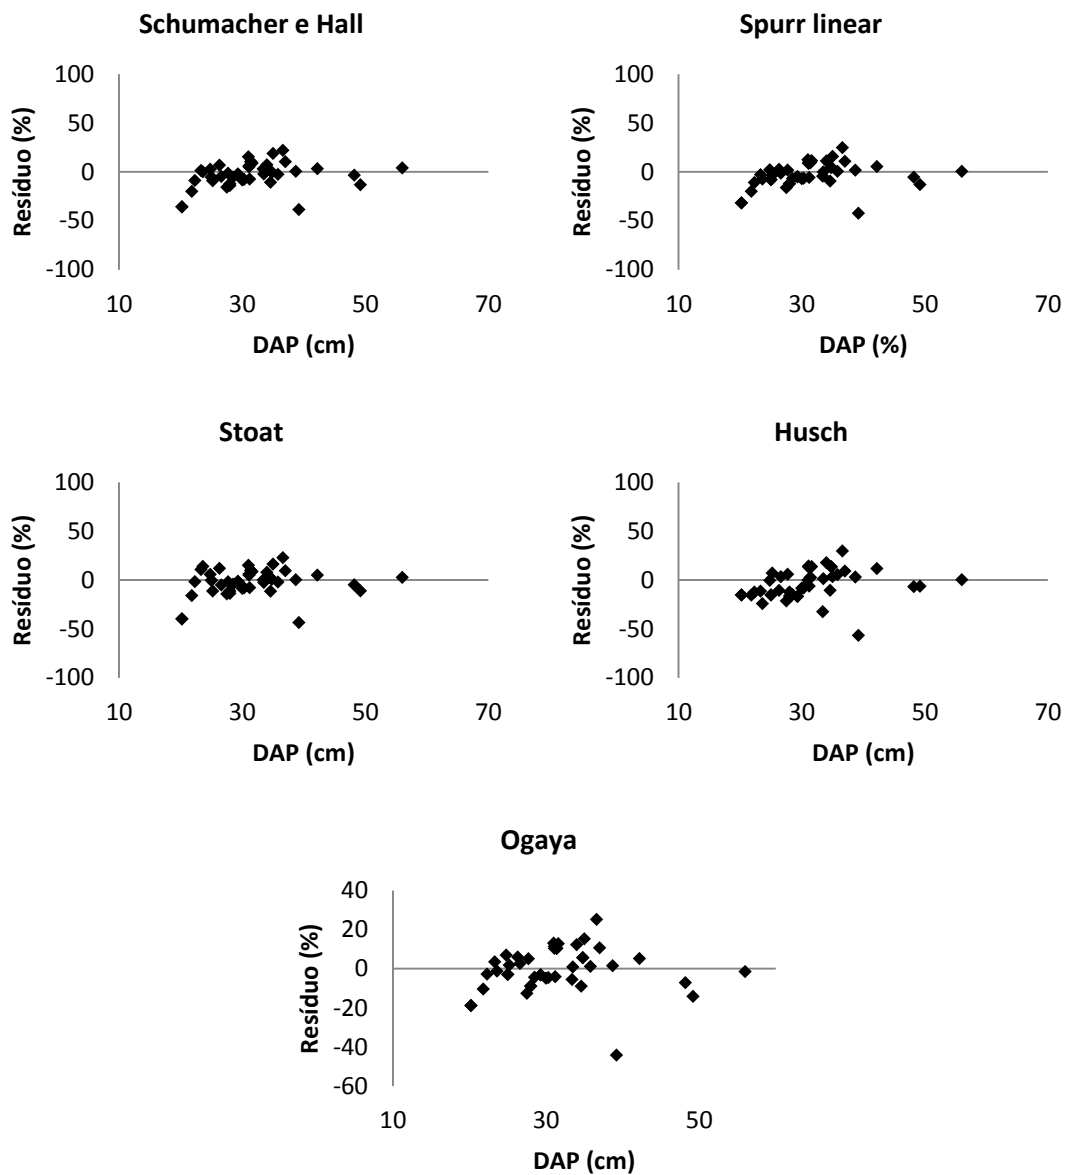 Schumacher e Hall
Spurr linear
100
50
0
-50
-100
Resíduo (%)
10 30 50 70
DAP (cm)
100
50
0
-50
-100
Resíduo (%)
10 30 50 70
DAP (%)
Stoat
Husch
100
50
0
-50
-100
Resíduo (%)
10 30 50 70
DAP (cm)
100
50
0
-50
-100
Resíduo (%)
10 30 50 70
DAP (cm)
Ogaya
40
20
0
-20
-40
-60
Resíduo (%)
10 30 50
DAP (cm)